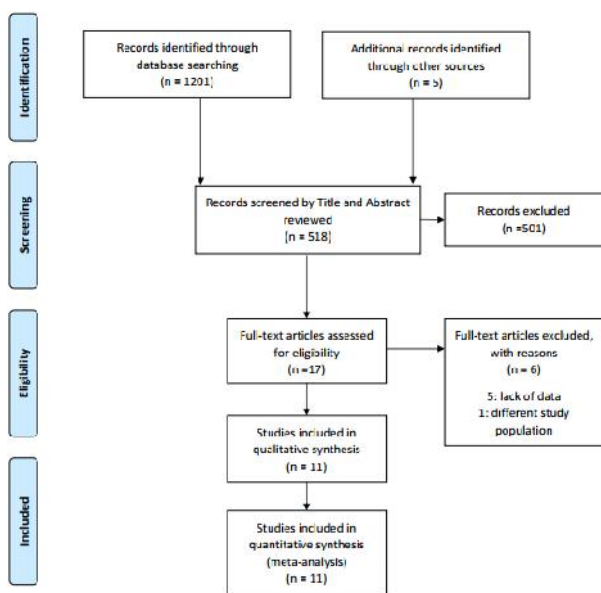 Identification
Records identified through
database searching
(n = 1201)
Additional records identified
through other sources
(n = 5)
Screening
Records screened by Title and Abstract
reviewed
(n = 518)
Records excluded
(n =501)
Eligibility
Full-text articles assessed
for eligibility
(n =17)
Full-text articles excluded,
with reasons
(n = 6)
5: lack of data
1: different study
population
Studies included in
qualitative synthesis
(n = 11)
Included
Studies included in
quantitative synthesis
(meta-analysis)
(n = 11)